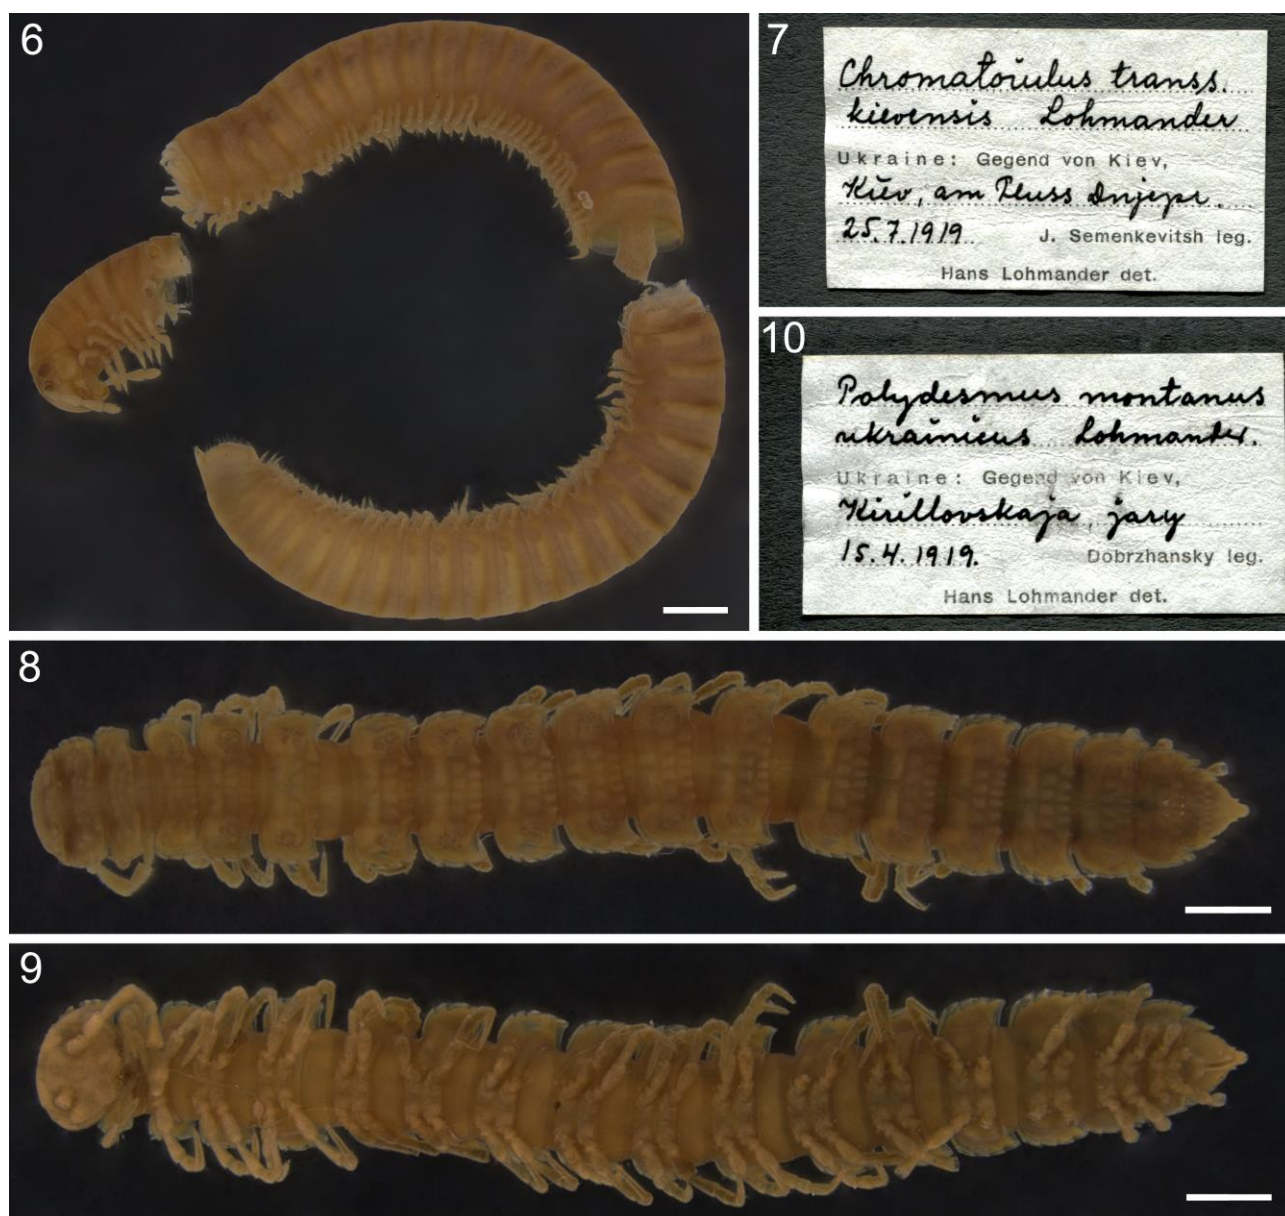 6
7
Chromatoiulus transs.
kievensis Lohmander
Ukraine: Gegend von Kiev,
Kiev, am Fluss Dnjepr.
25.7.1919. J. Semenkevitsh leg.
Hans Lohmander det.
10
Polydesmus montanus
ukrainicus Lohmander.
Ukraine: Gegend von Kiev,
Kirillovskaja jary
15.4.1919. Dobrzhansky leg.
Hans Lohmander det.
8
9